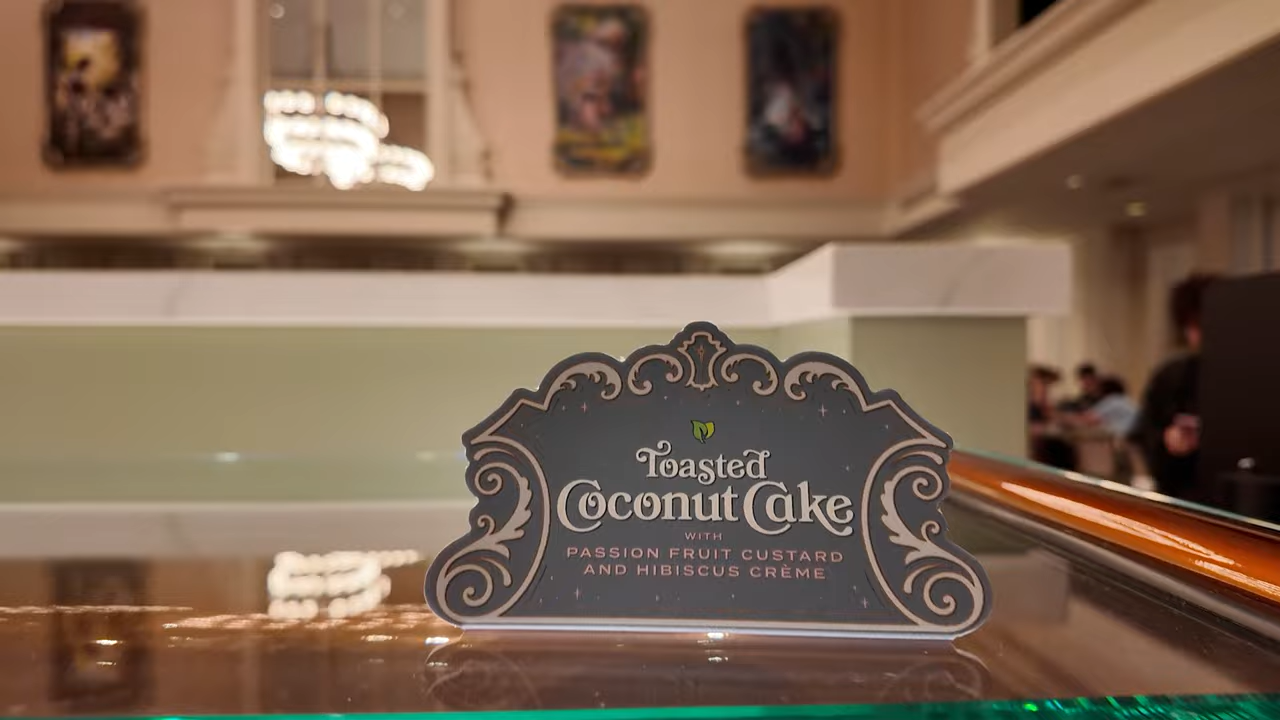 Toasted
Coconut Cake
WITH
PASSION FRUIT CUSTARD
AND HIBISCUS CRÈME